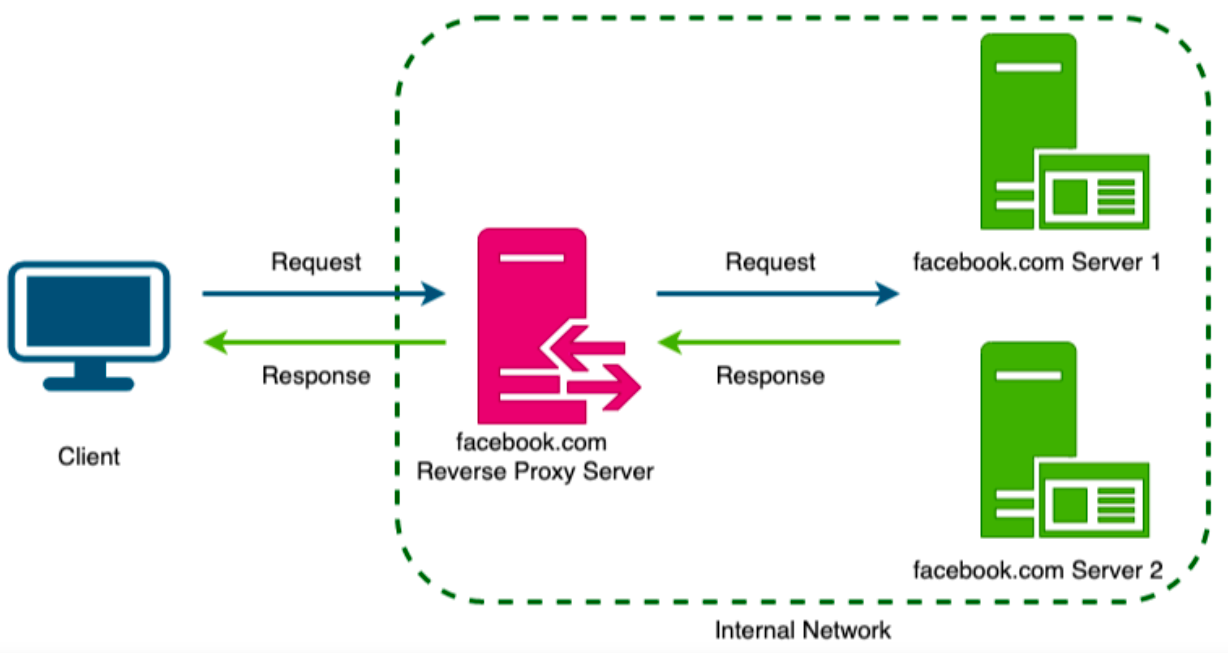 Request
Response
Client
facebook.com
Reverse Proxy Server
Request
Response
facebook.com Server 1
facebook.com Server 2
Internal Network